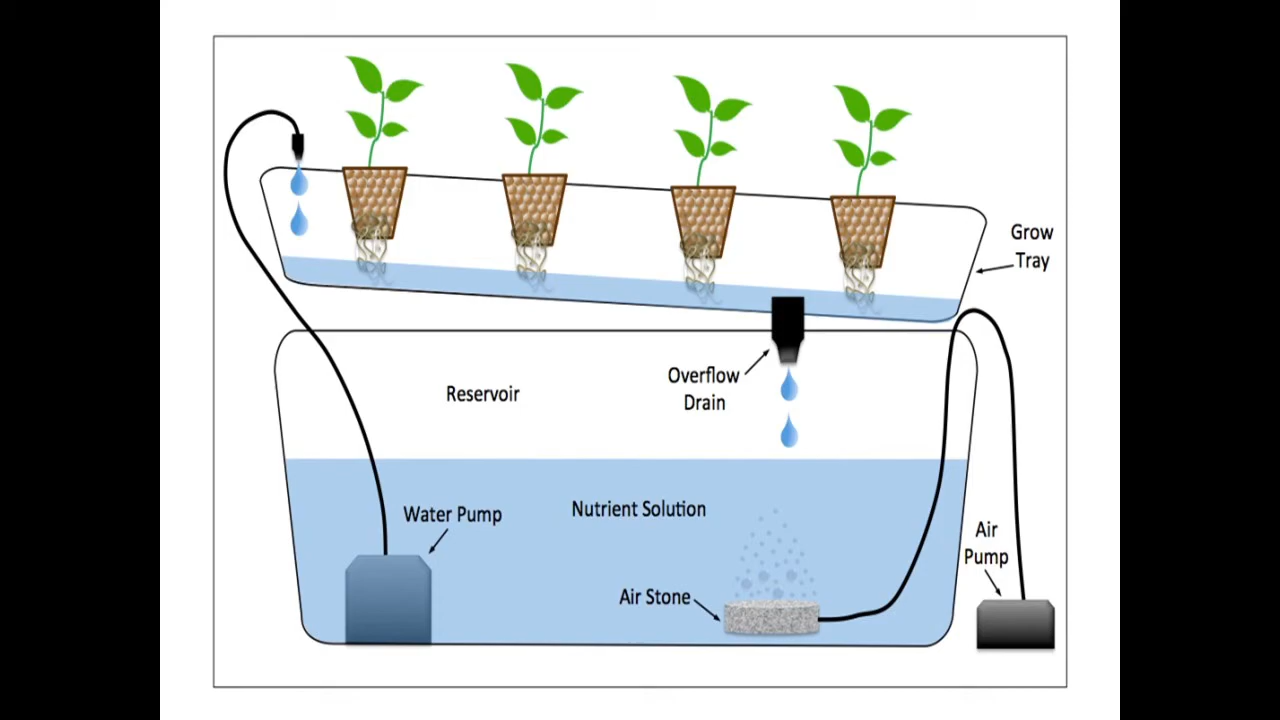 Grow
Tray
Overflow
Drain
Reservoir
Nutrient Solution
Water Pump
Air
Pump
Air Stone